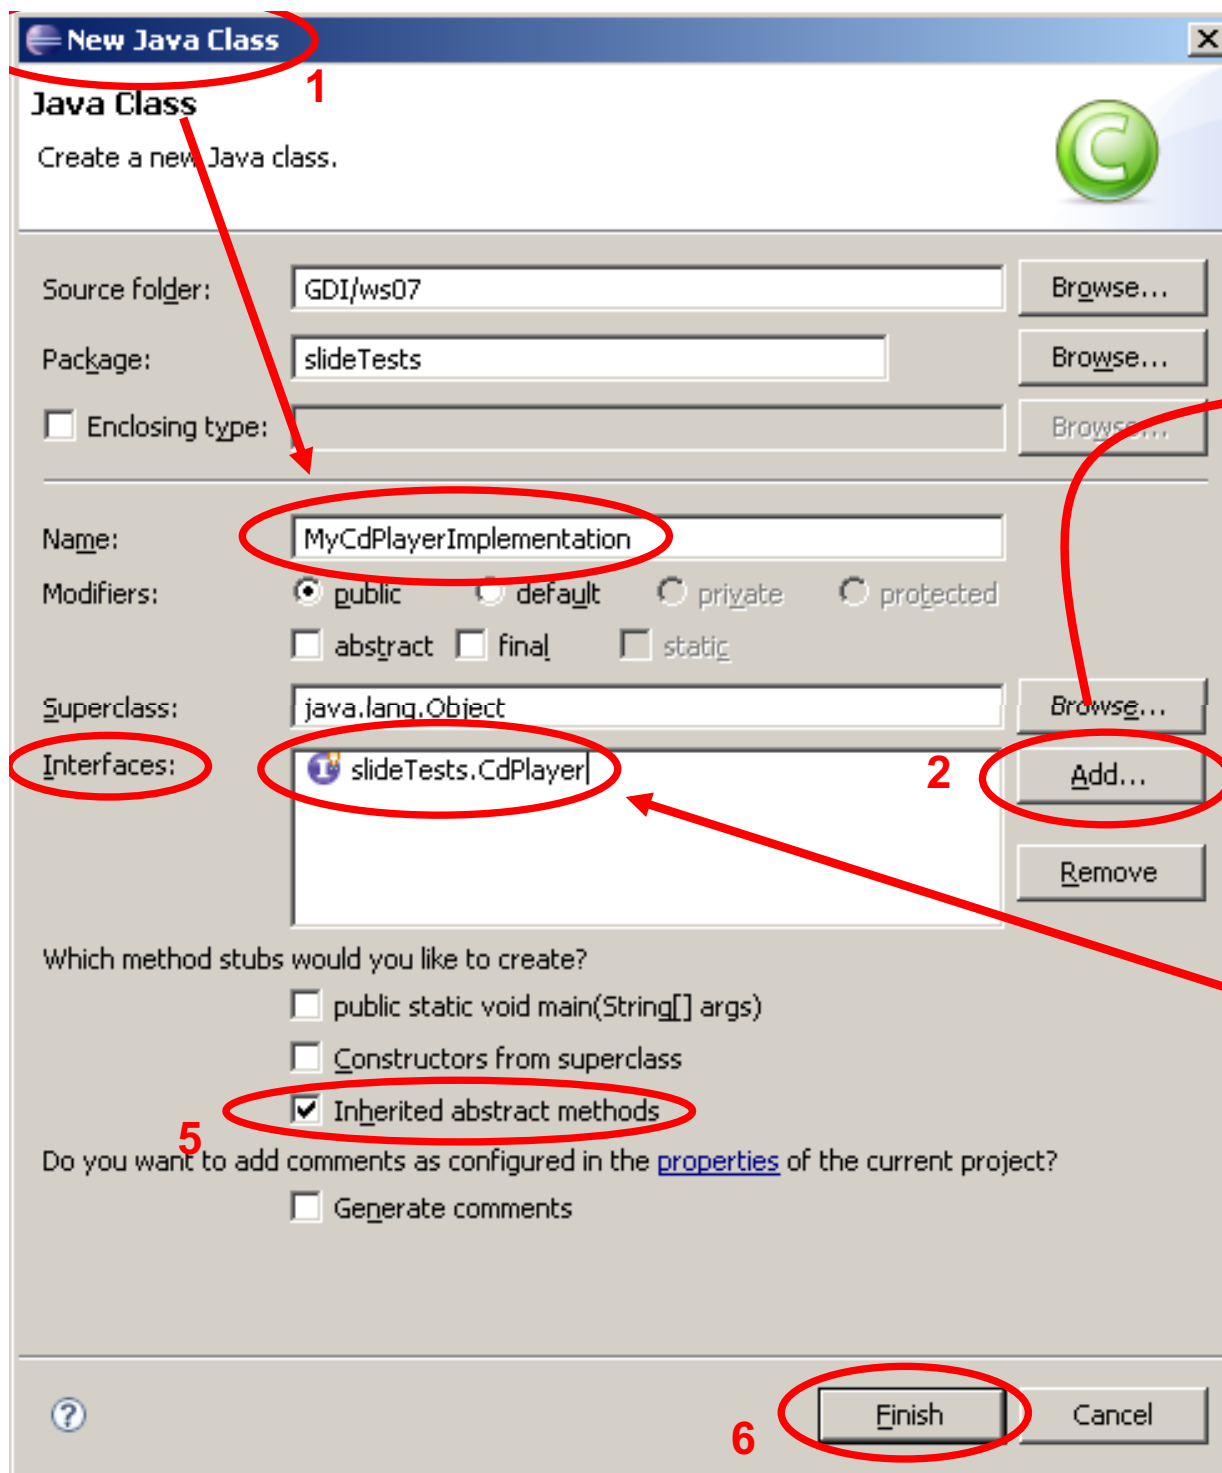 New Java Class
1
Java Class
Create a new Java class.
C
Source folder: GDI/ws07 Browse...
Package: slideTests Browse...
Enclosing type: Browse...
Name: MyCdPlayerImplementation
Modifiers: public default private protected
abstract final static
Superclass: java.lang.Object Browse...
Interfaces: I slideTests.CdPlayer 2 Add...
Remove
Which method stubs would you like to create?
public static void main(String[] args)
Constructors from superclass
Inherited abstract methods
5
Do you want to add comments as configured in the properties of the current project?
Generate comments
? Finish Cancel
6